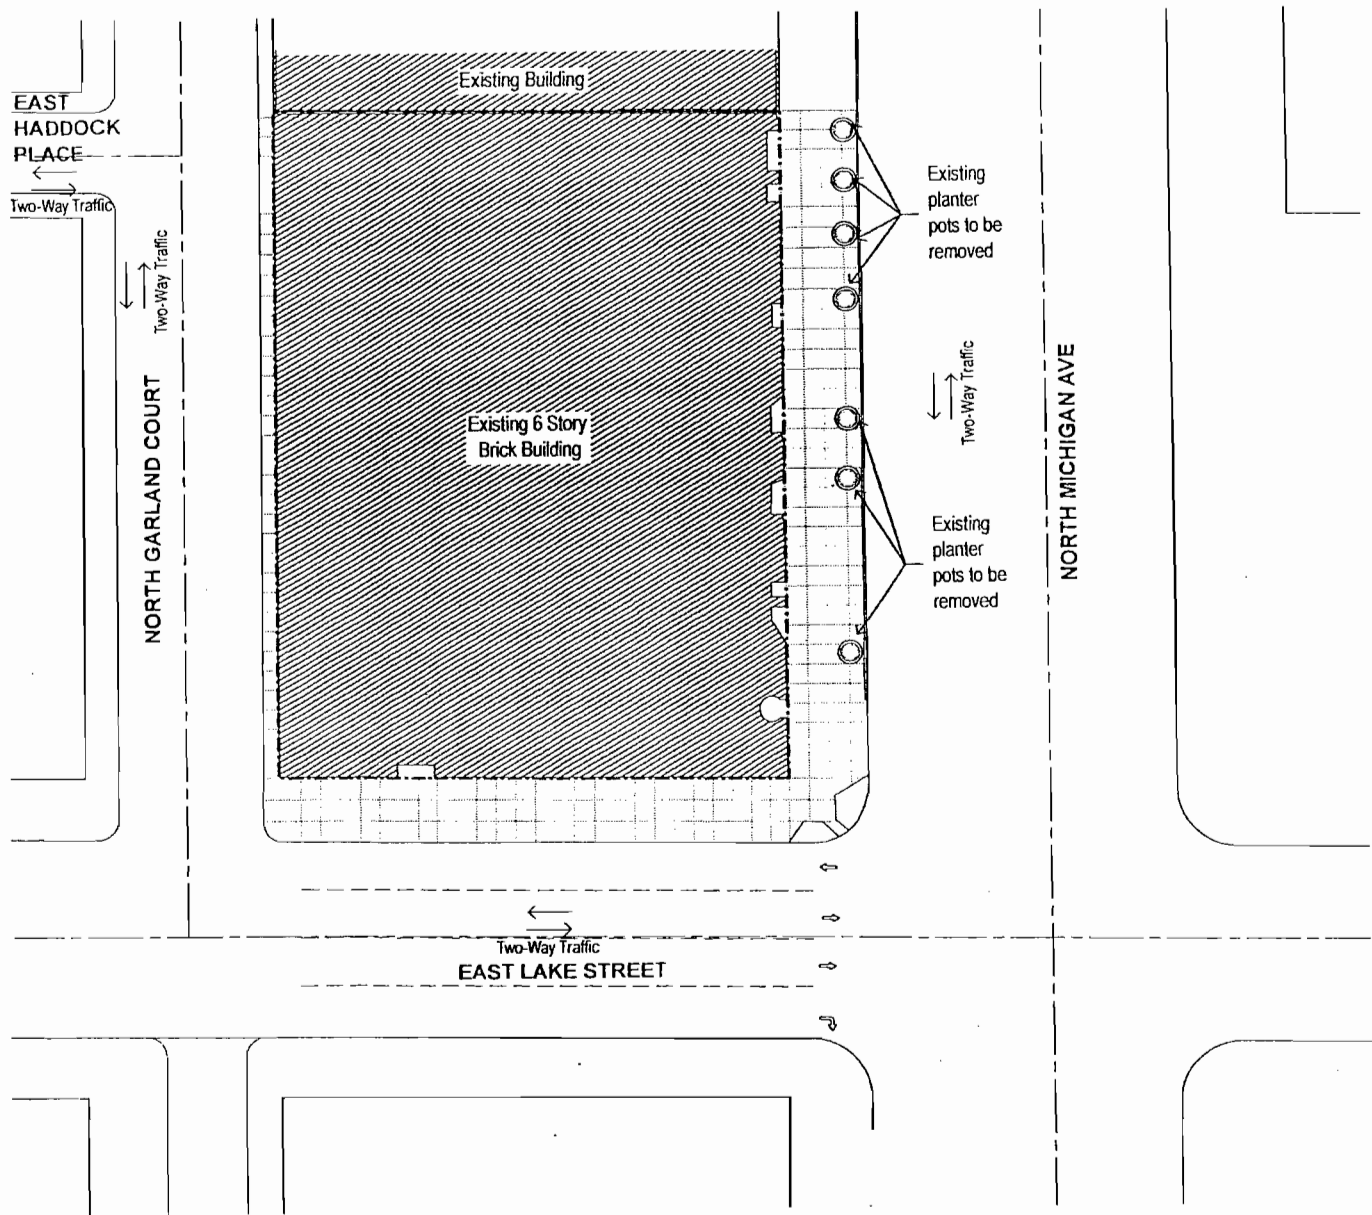 Existing Building
EAST
HADDOCK
PLACE
Two-Way Traffic
Two-Way Traffic
NORTH GARLAND COURT
Existing 6 Story
Brick Building
Existing
planter
pots to be
removed
Two-Way Traffic
NORTH MICHIGAN AVE
Existing
planter
pots to be
removed
Two-Way Traffic
EAST LAKE STREET